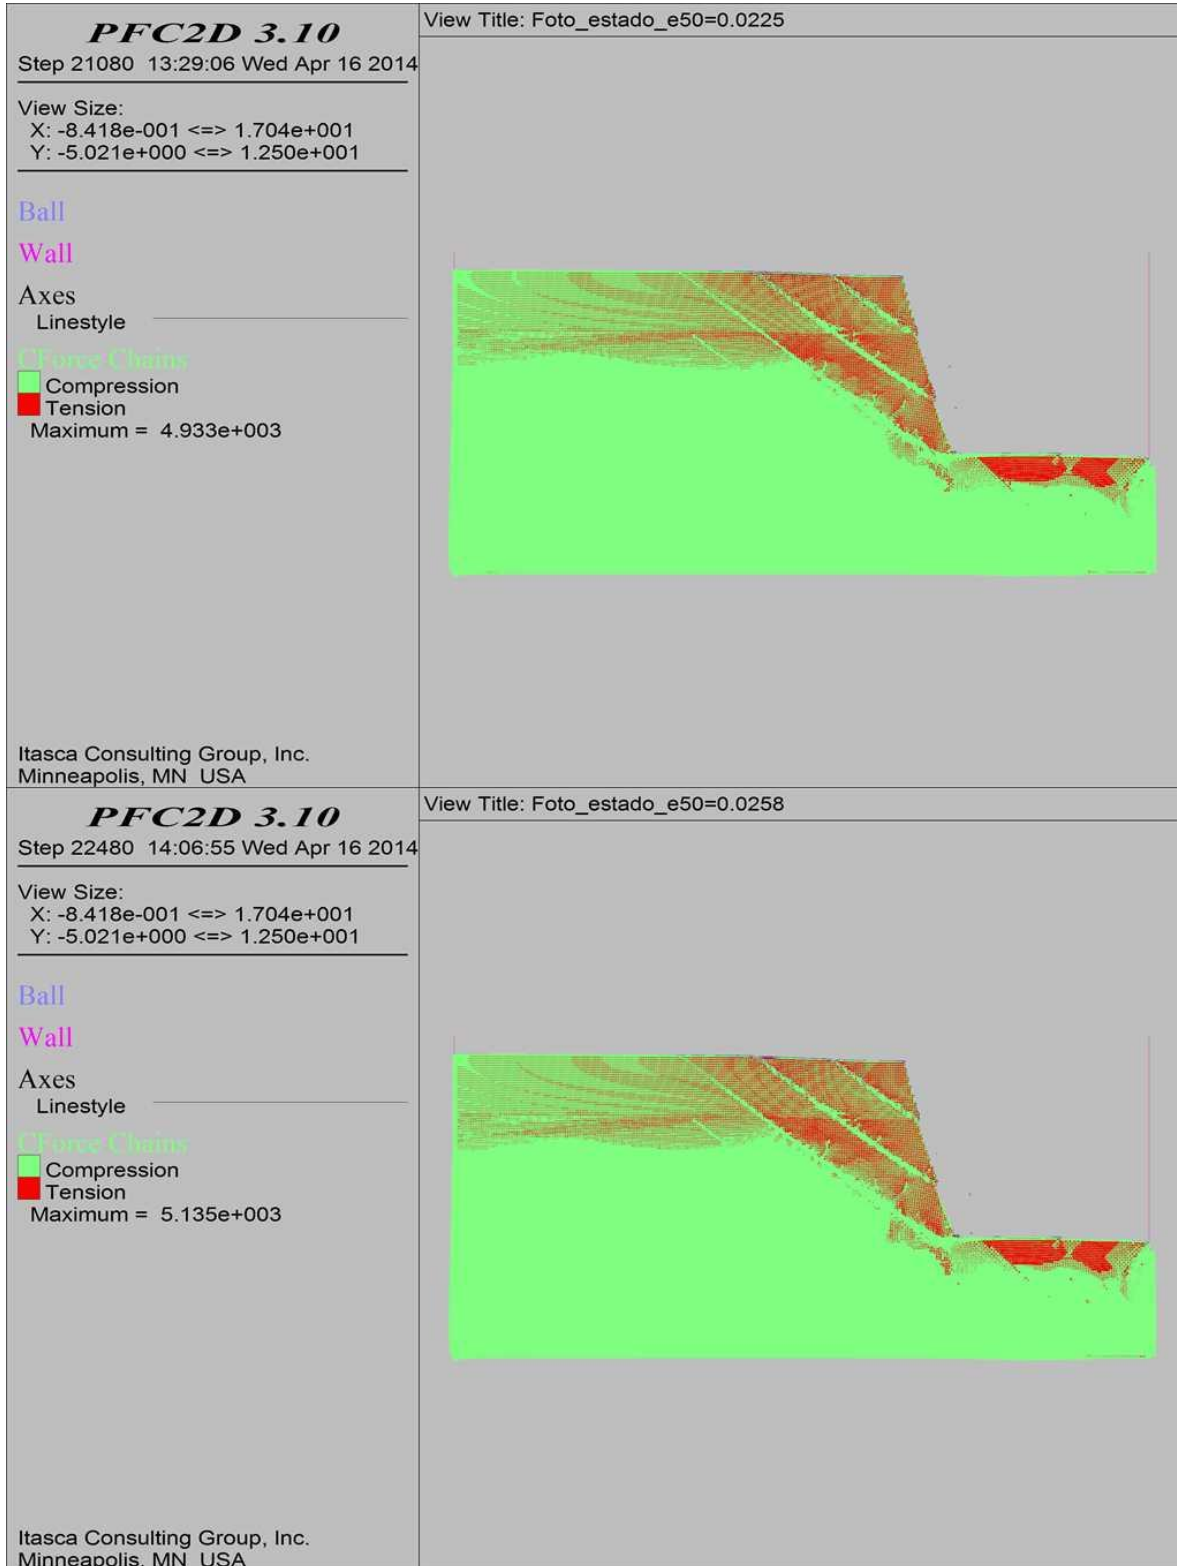 PFC2D 3.10
Step 21080 13:29:06 Wed Apr 16 2014
View Size:
X: -8.418e-001 <=> 1.704e+001
Y: -5.021e+000 <=> 1.250e+001
Ball
Wall
Axes
Linestyle
CForce Chains
Compression
Tension
Maximum = 4.933e+003
Itasca Consulting Group, Inc.
Minneapolis, MN USA
View Title: Foto_estado_e50=0.0225
PFC2D 3.10
Step 22480 14:06:55 Wed Apr 16 2014
View Size:
X: -8.418e-001 <=> 1.704e+001
Y: -5.021e+000 <=> 1.250e+001
Ball
Wall
Axes
Linestyle
CForce Chains
Compression
Tension
Maximum = 5.135e+003
Itasca Consulting Group, Inc.
Minneapolis, MN USA
View Title: Foto_estado_e50=0.0258